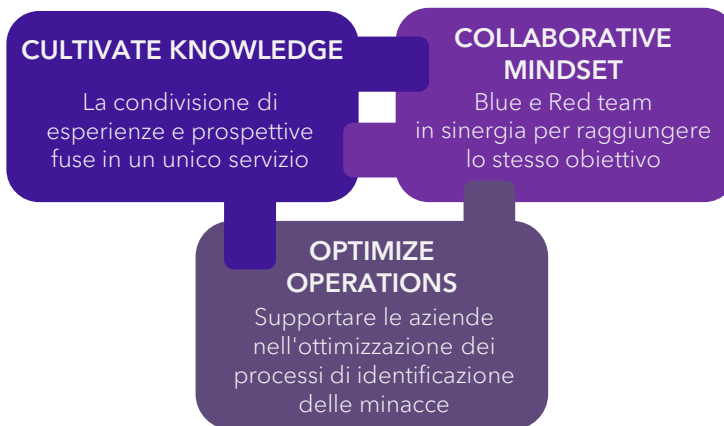 CULTIVATE KNOWLEDGE
La condivisione di
esperienze e prospettive
fuse in un unico servizio
COLLABORATIVE
MINDSET
Blue e Red team
in sinergia per raggiungere
lo stesso obiettivo
OPTIMIZE
OPERATIONS
Supportare le aziende
nell'ottimizzazione dei
processi di identificazione
delle minacce